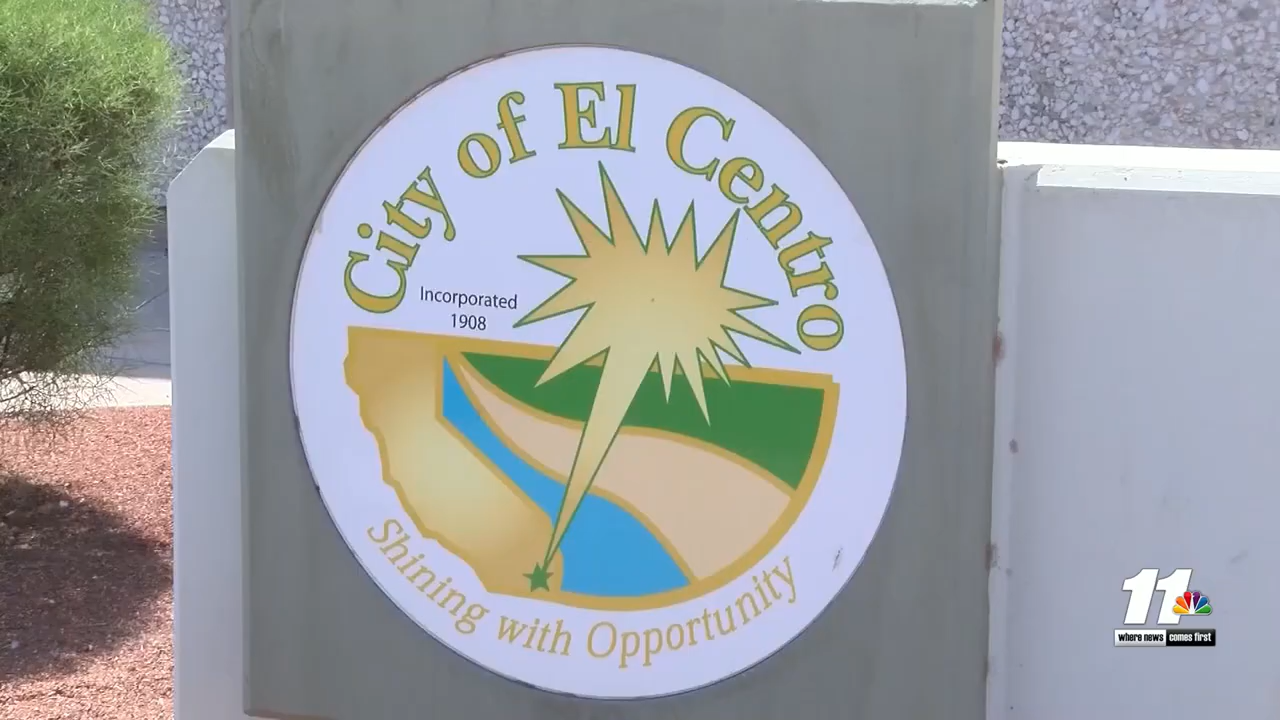 City of El Centro
Incorporated
1908
Shining with Opportunity
11
where news comes first